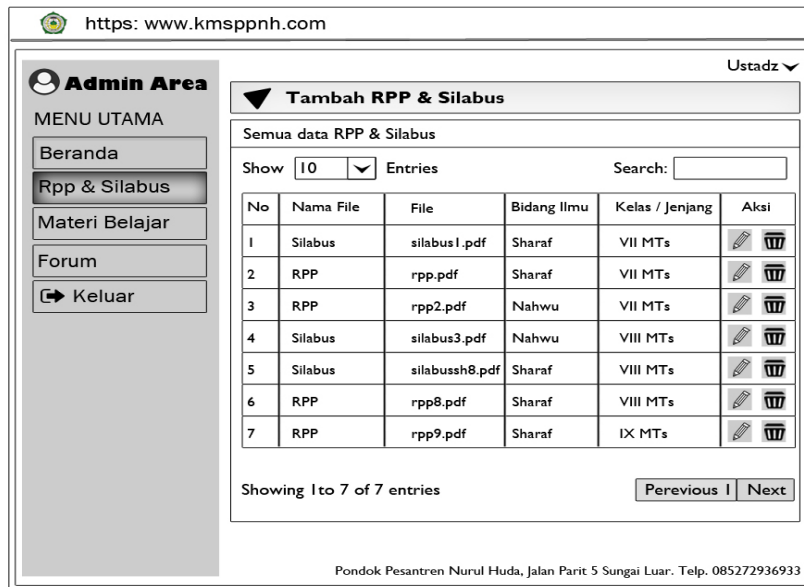 https: www.kmsppnh.com
Ustadz
Admin Area
MENU UTAMA
Beranda
Rpp & Silabus
Materi Belajar
Forum
Keluar
Tambah RPP & Silabus
Semua data RPP & Silabus
Show 10 Entries Search:
No Nama File File Bidang Ilmu Kelas / Jenjang Aksi
1 Silabus silabus1.pdf Sharaf VII MTs
2 RPP rpp.pdf Sharaf VII MTs
3 RPP rpp2.pdf Nahwu VII MTs
4 Silabus silabus3.pdf Nahwu VIII MTs
5 Silabus silabussh8.pdf Sharaf VIII MTs
6 RPP rpp8.pdf Sharaf VIII MTs
7 RPP rpp9.pdf Sharaf IX MTs
Showing 1to 7 of 7 entries Perevious 1 Next
Pondok Pesantren Nurul Huda, Jalan Parit 5 Sungai Luar. Telp. 085272936933